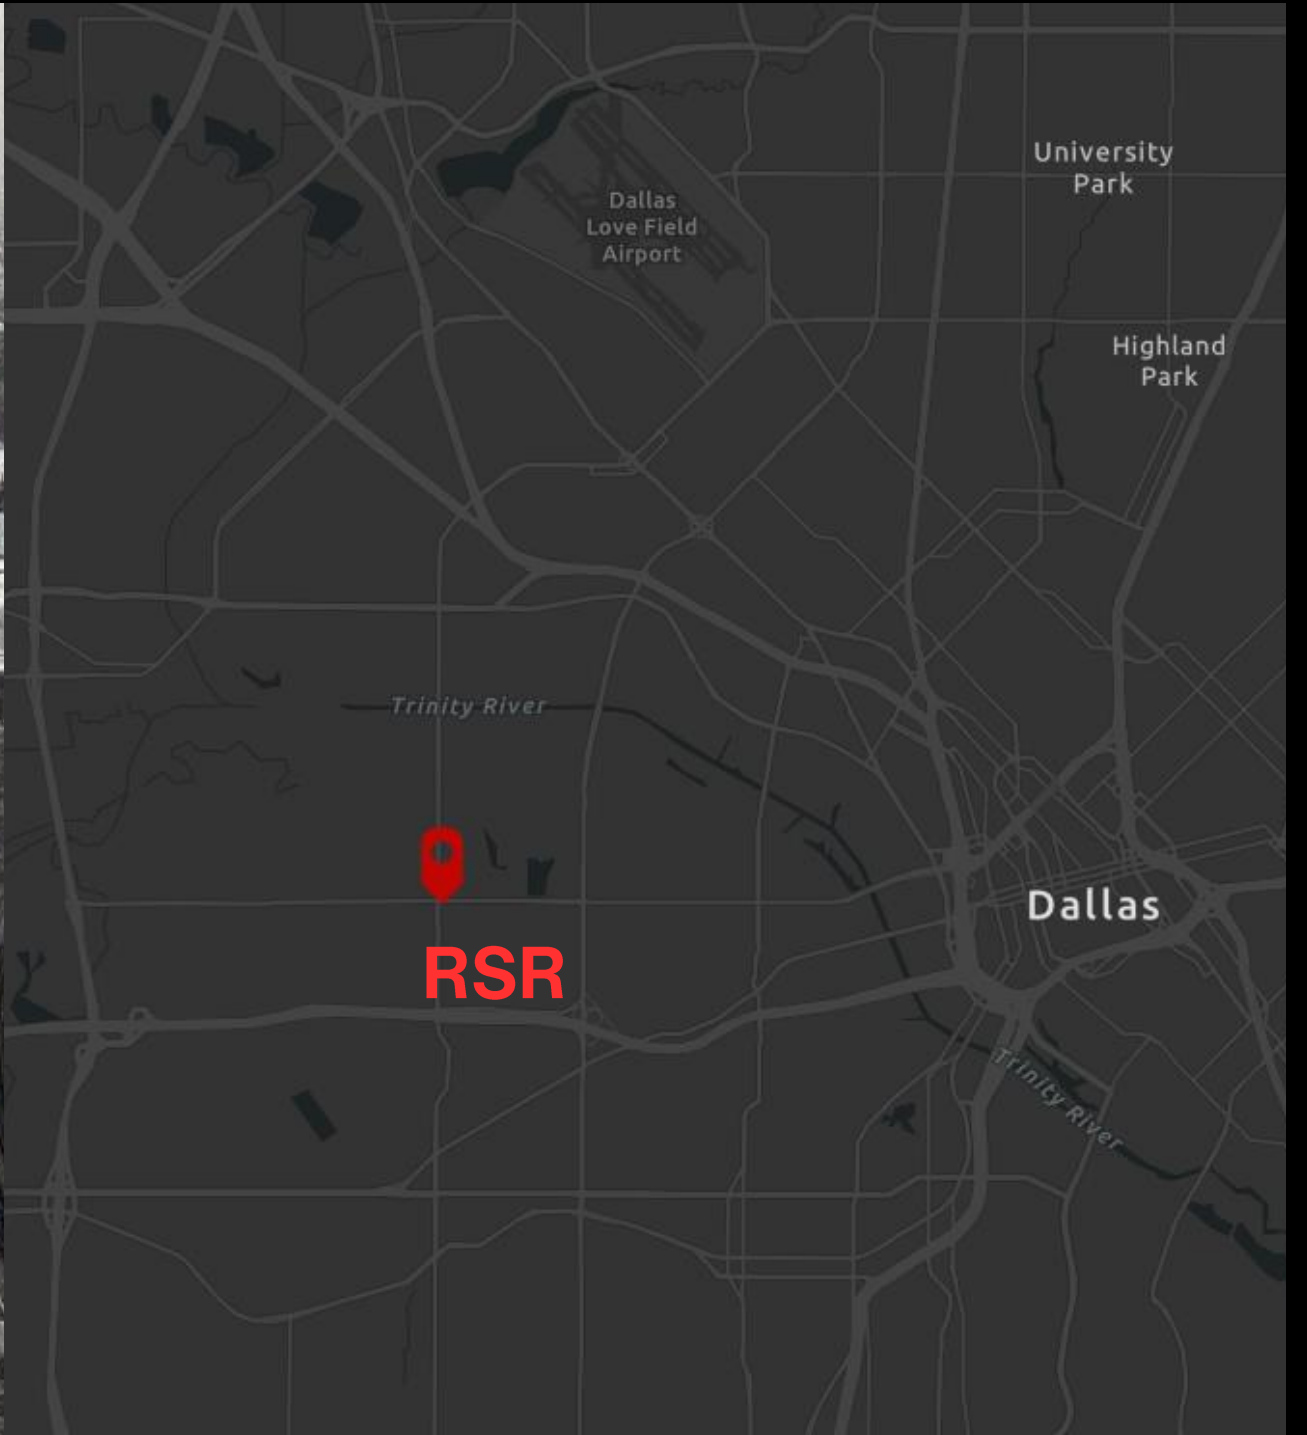 University
Park
Dallas
Love Field
Airport
Highland
Park
Trinity River
Dallas
RSR
Trinity River